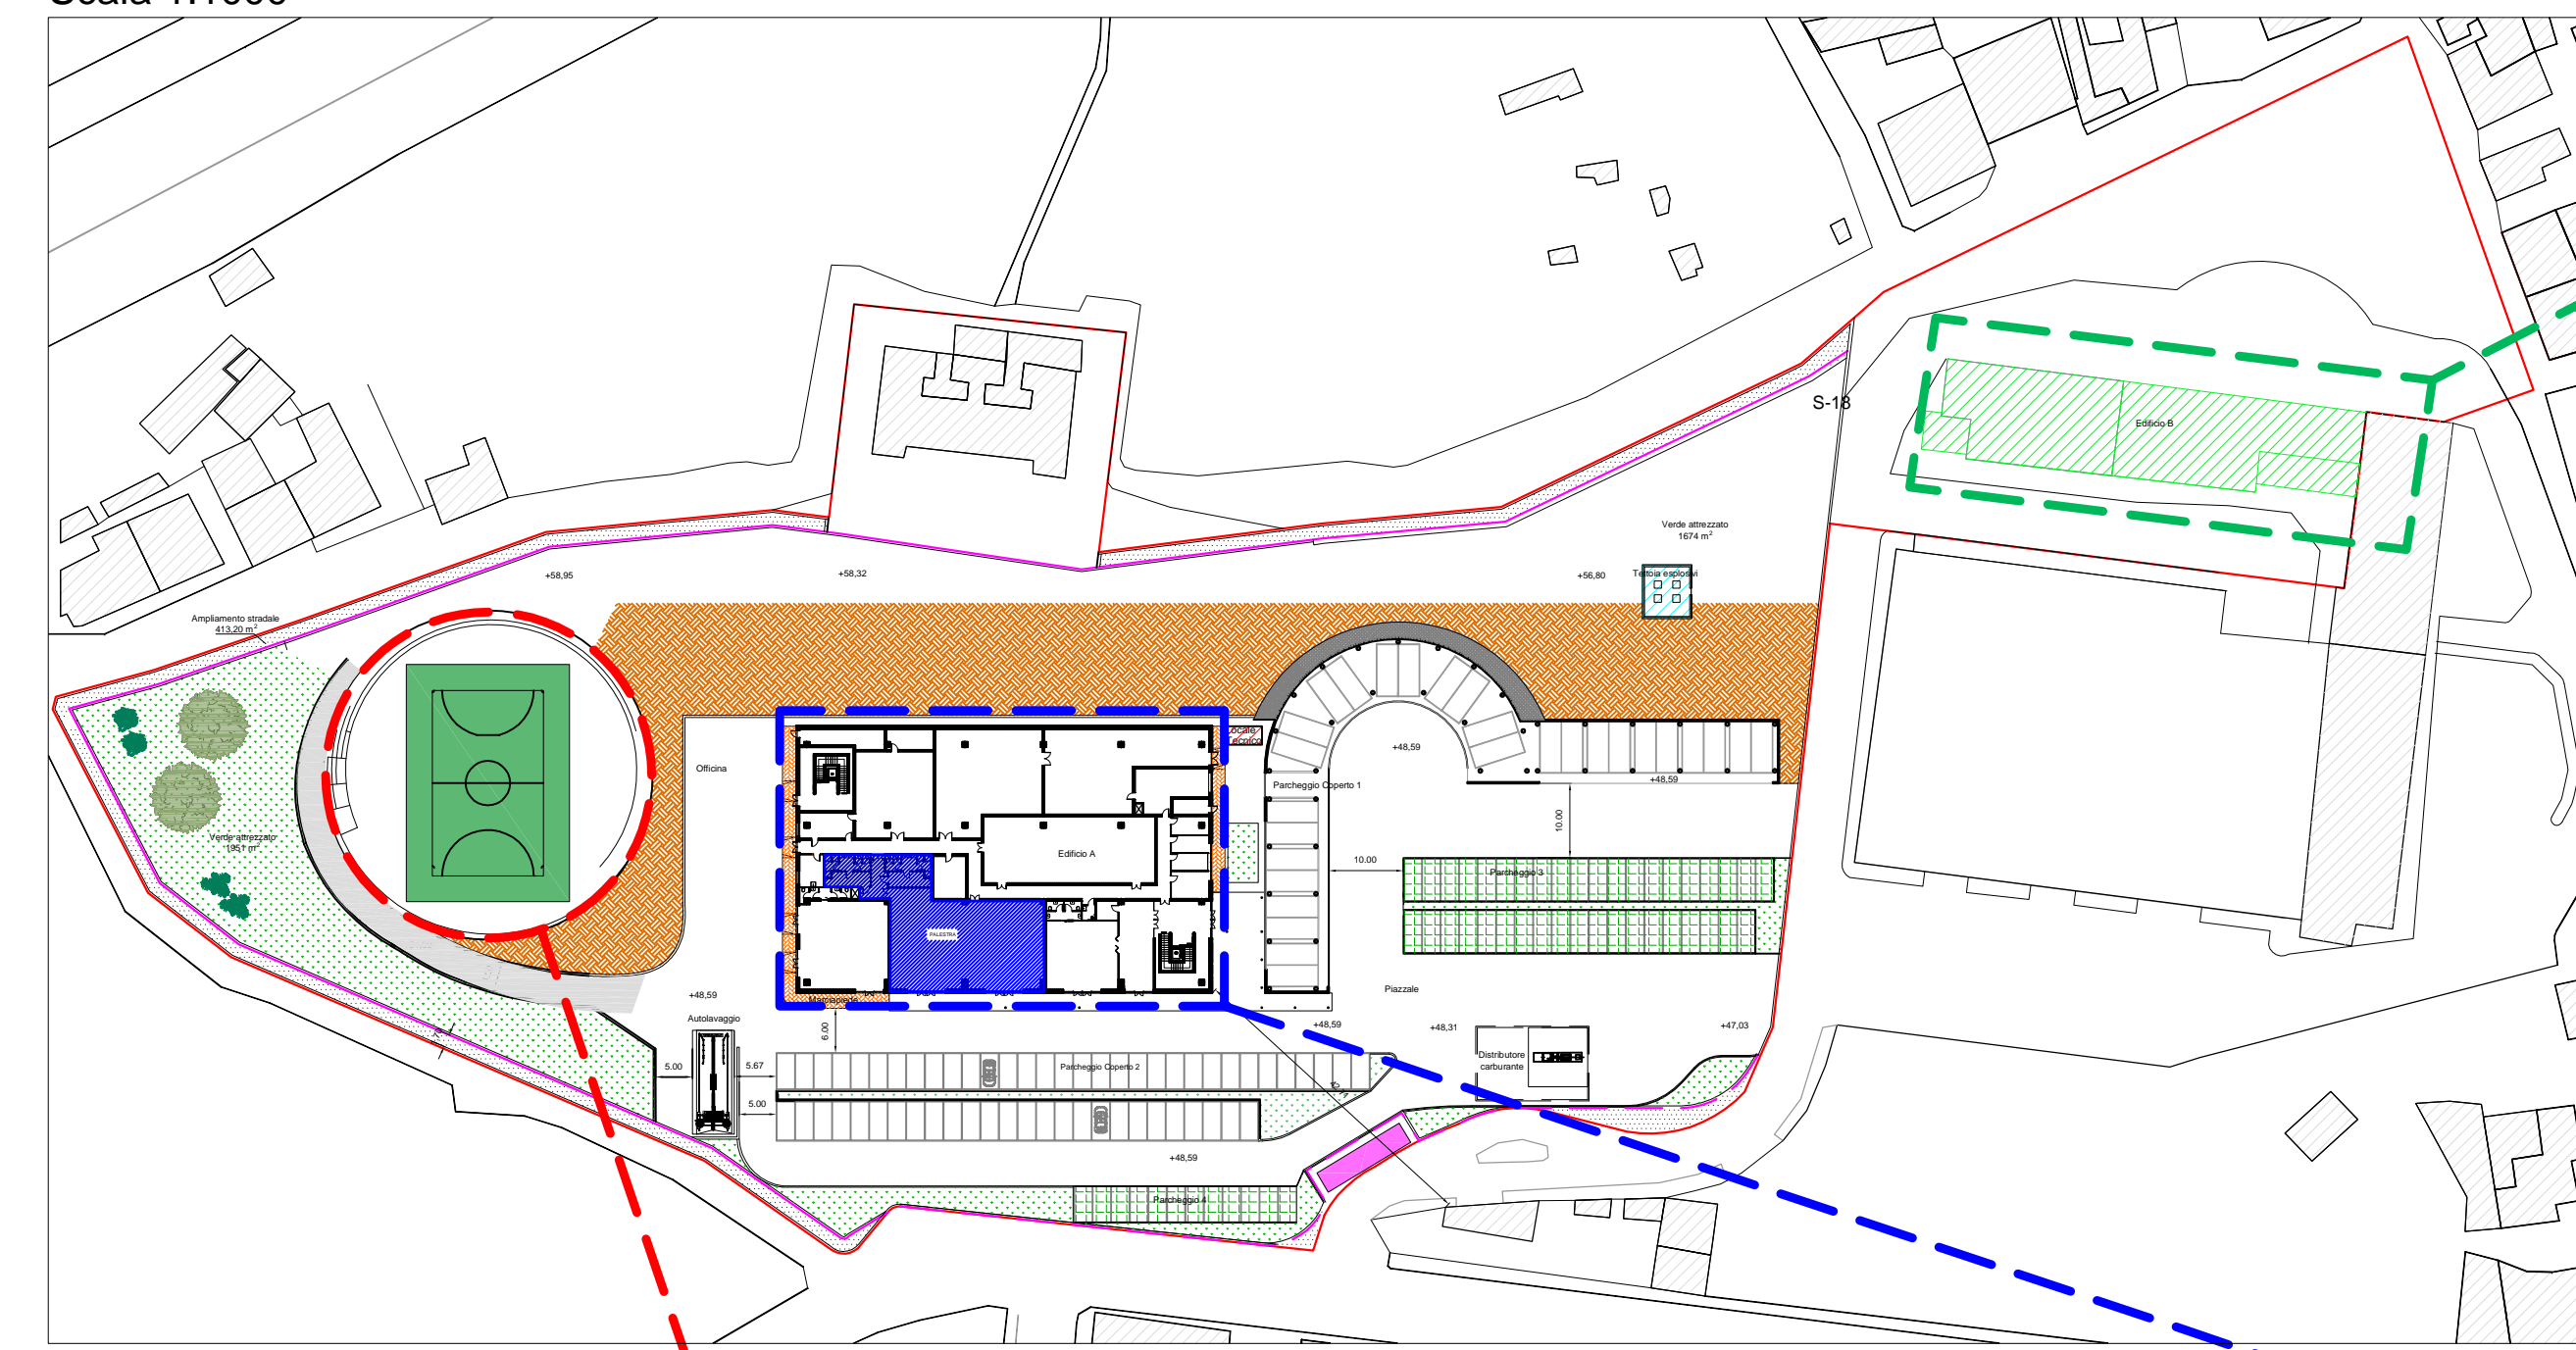 S-18
Edificio B
Verde attrezzato
1674 m²
Tettoia esplosivi
+58,95
+58,32
+56,80
Ampliamento stradale
413,20 m²
+48,59
Officina
Parcheggio Coperto 1
+48,59
10.00
Verde attrezzato
1951 m²
Edificio A
10.00
Parcheggio 3
PALESTRA
+48,59
Marciapiede
Piazzale
Autolavaggio
6.00
+48,59
+48,31
+47,03
Distributore
carburante
5.00
5.67
Parcheggio Coperto 2
5.00
+48,59
Parcheggio 4